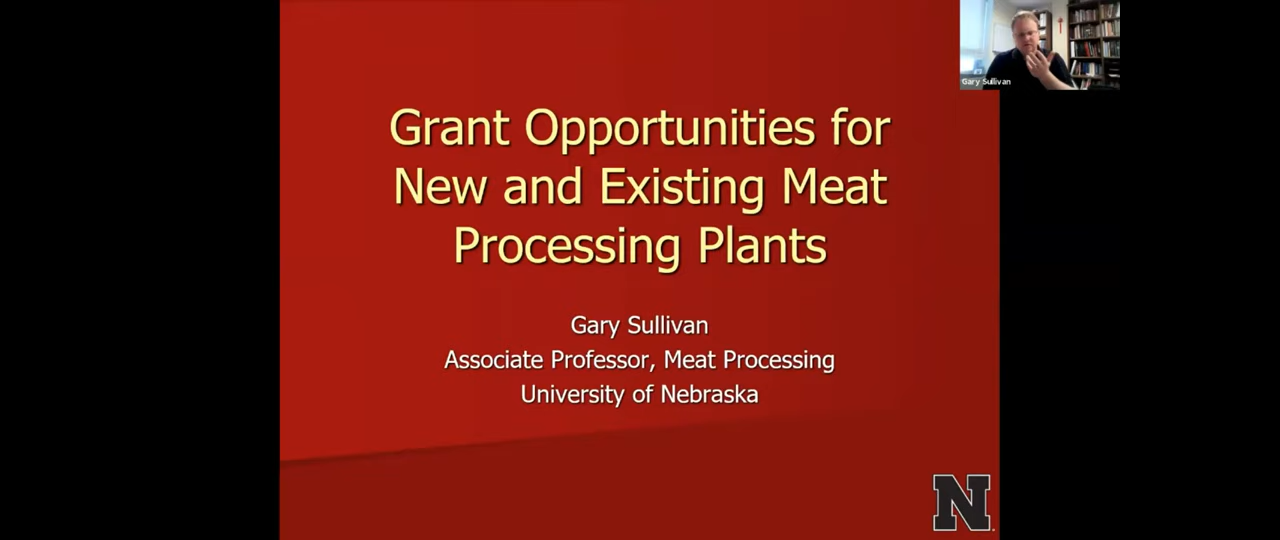 Gary Sullivan
Grant Opportunities for
New and Existing Meat
Processing Plants
Gary Sullivan
Associate Professor, Meat Processing
University of Nebraska
N